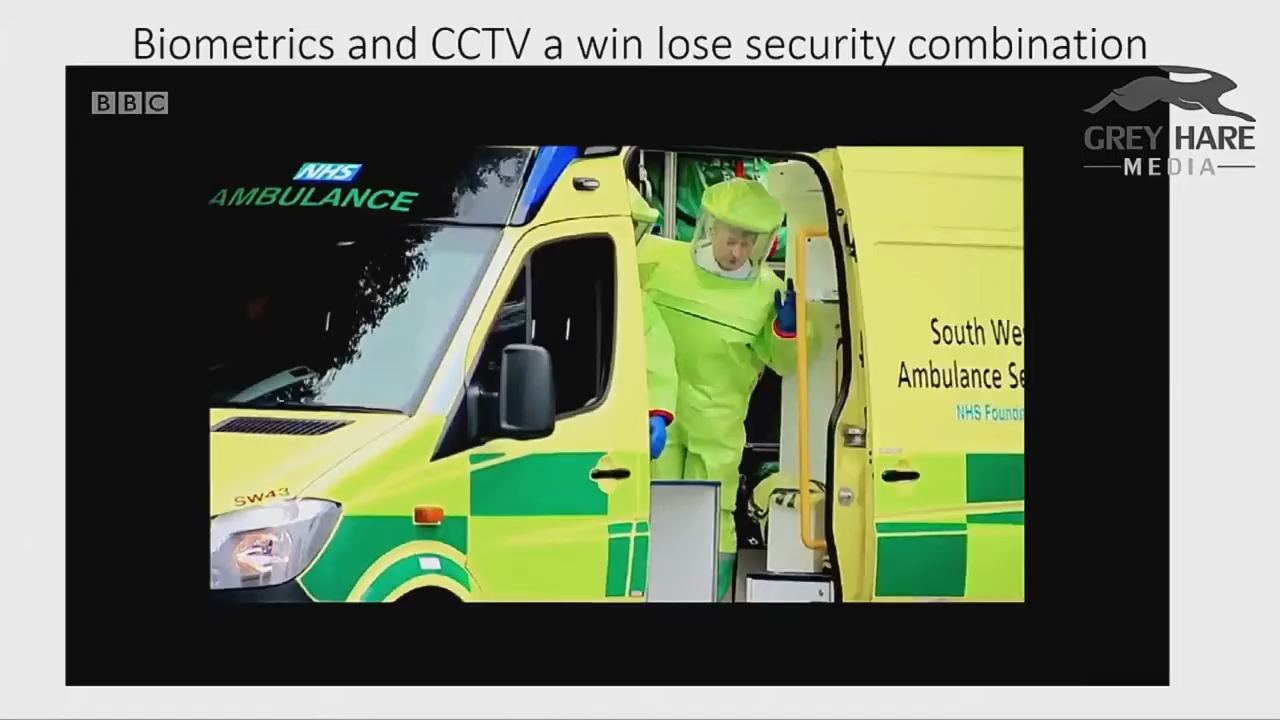 Biometrics and CCTV a win lose security combination
BBC
GREY HARE
MEDIA
NHS
AMBULANCE
South We
Ambulance Se
NHS Founda
SW43